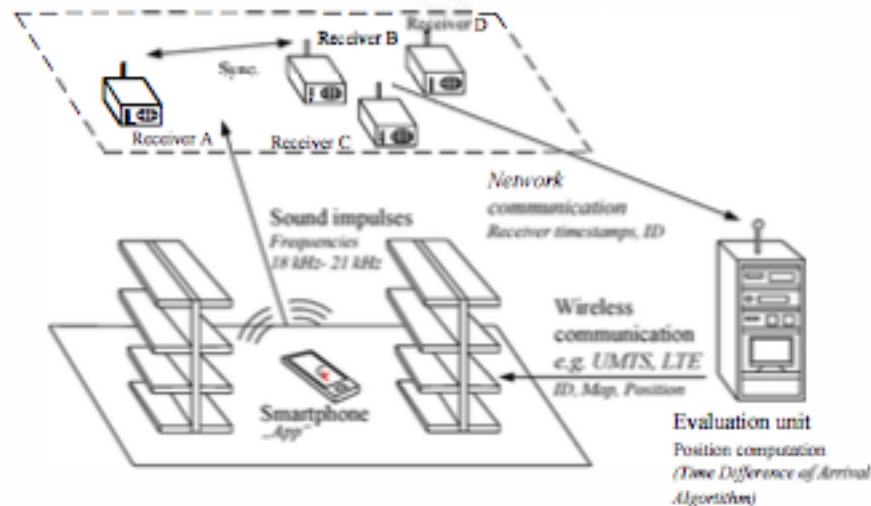 Receiver D
Receiver B
Sync.
Receiver A
Receiver C
Network
communication
Receiver timestamps, ID
Sound impulses
Frequencies
18 kHz- 21 kHz
Wireless
communication
e.g. UMTS, LTE
ID, Map, Position
Smartphone
„App“
Evaluation unit
Position computation
(Time Difference of Arrival
Algortithm)